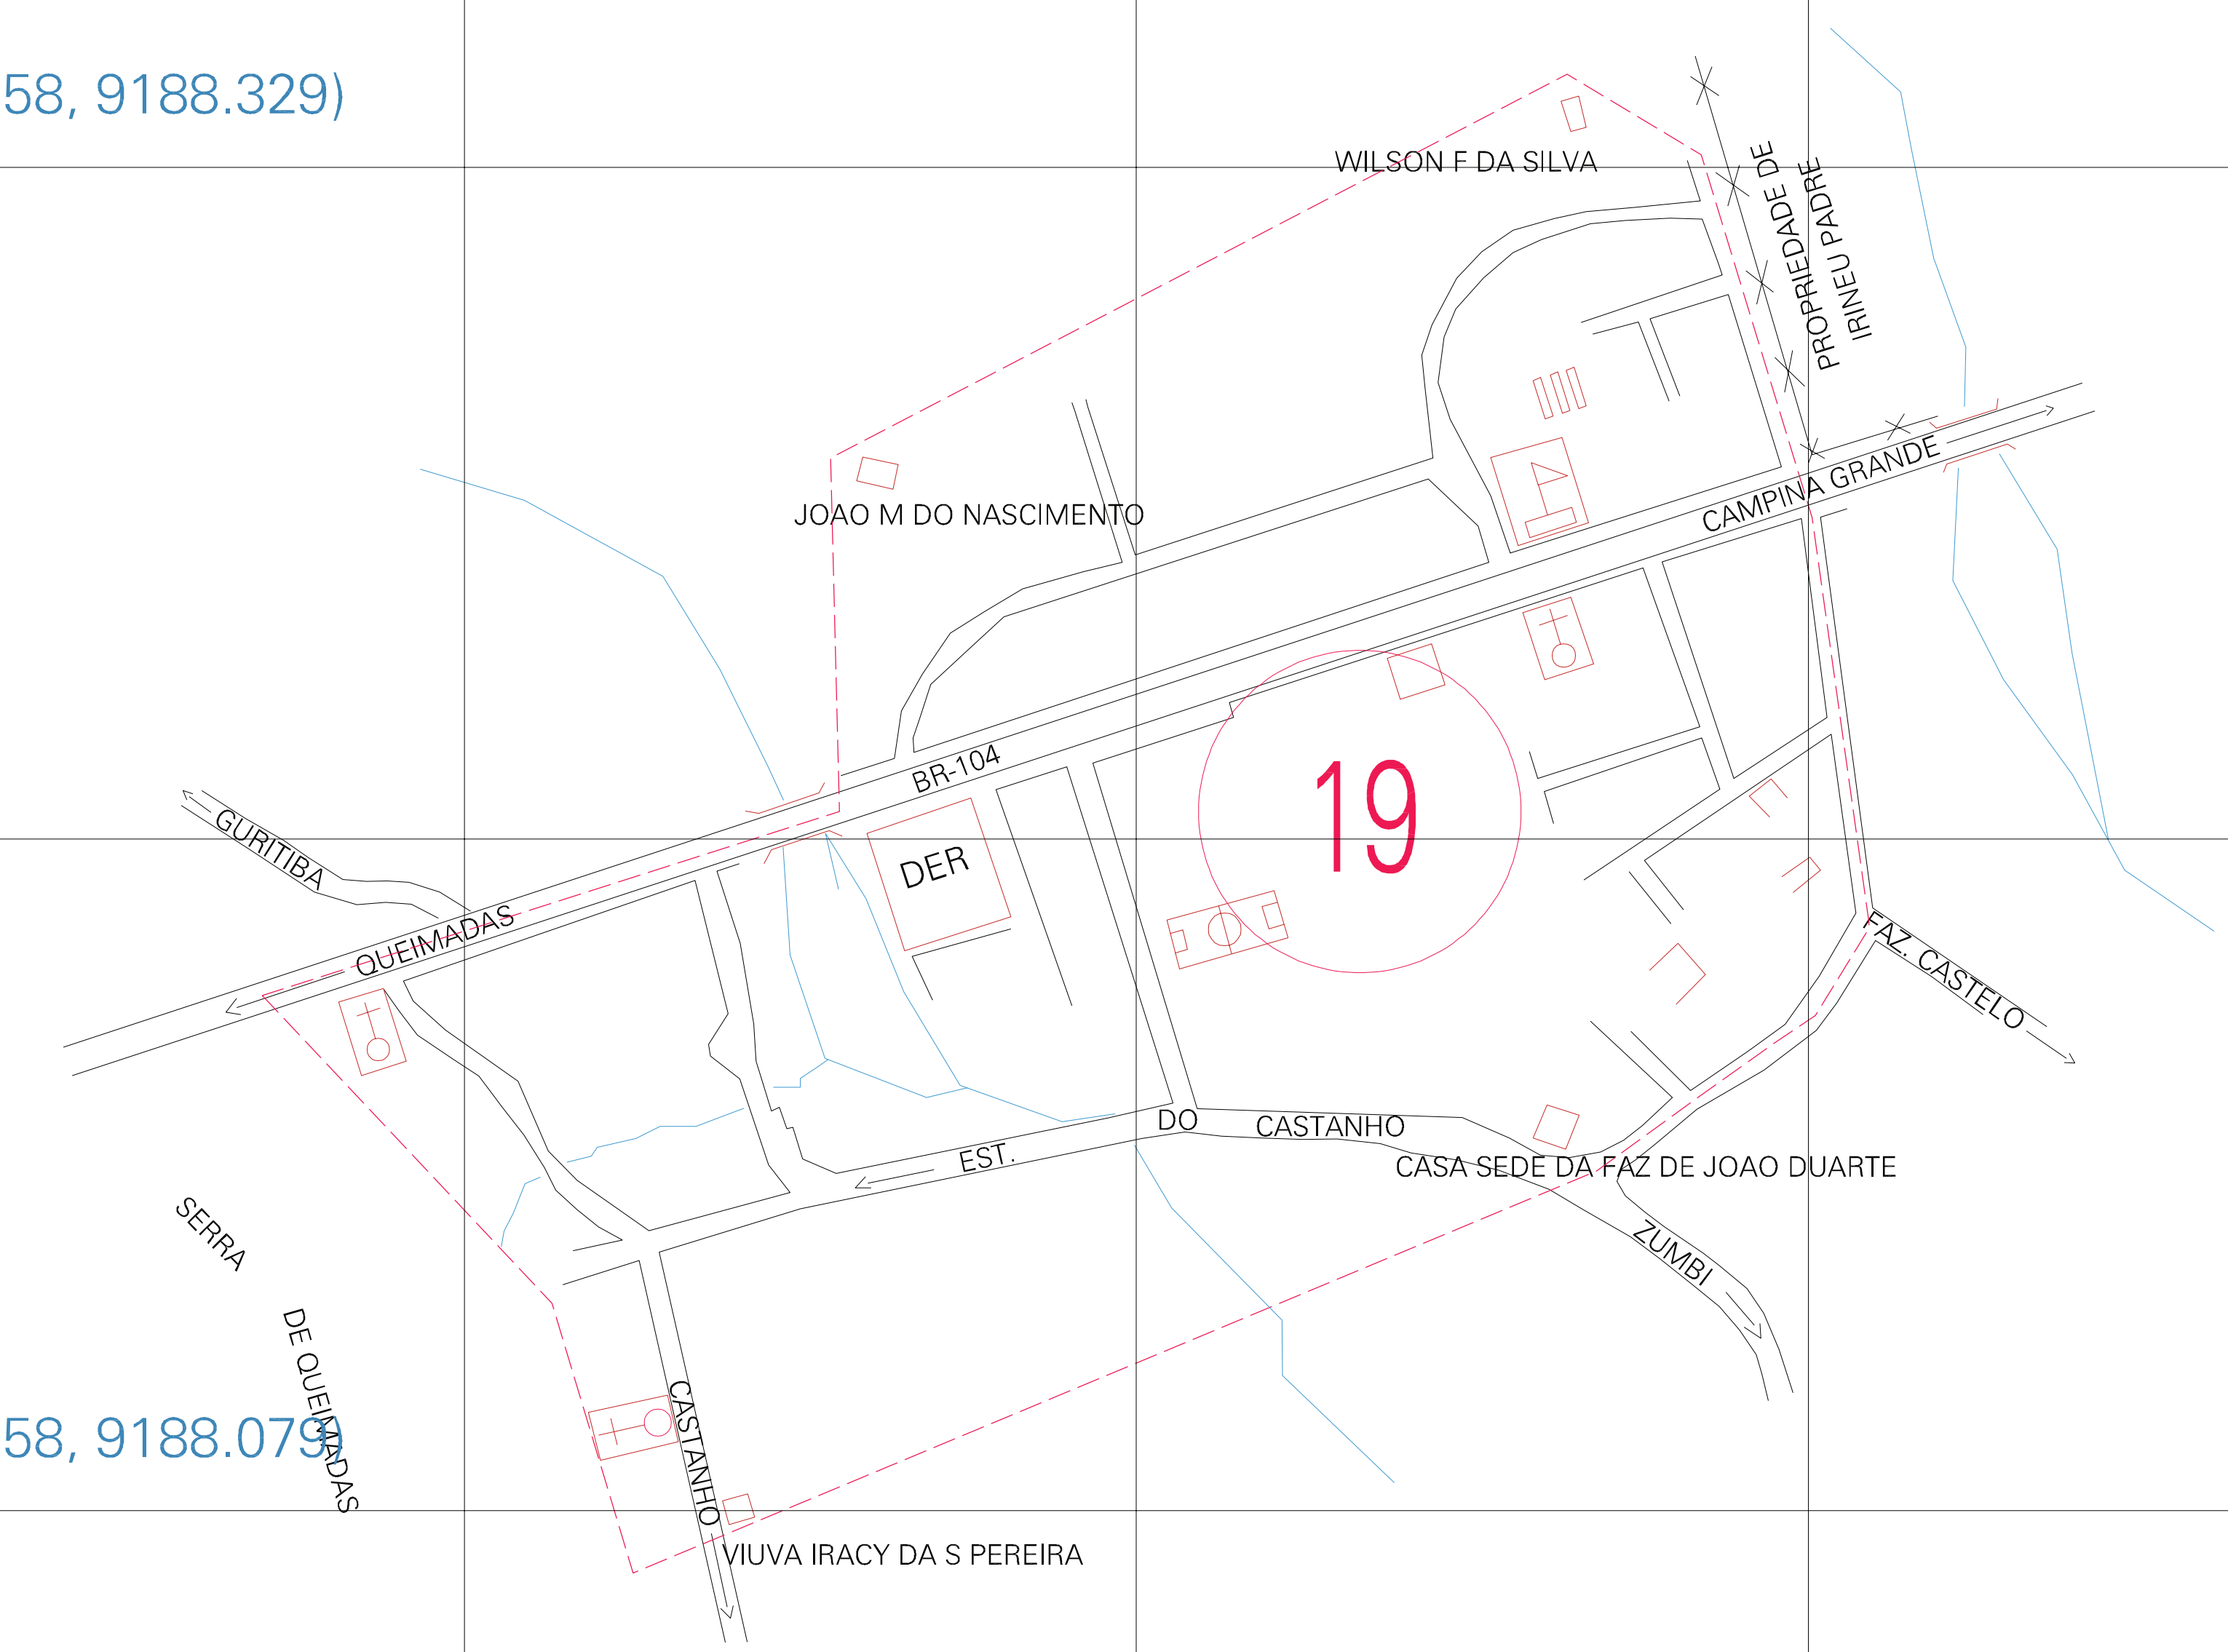 58, 9188.329)
WILSON F DA SILVA
PROPRIEDADE DE
IRINEU PADRE
JOAO M DO NASCIMENTO
CAMPINA GRANDE
BR-104
19
GURITIBA
DER
QUEIMADAS
FAZ. CASTELO
DO
CASTANHO
EST.
CASA SEDE DA FAZ DE JOAO DUARTE
SERRA
ZUMBI
DE QUEIMADAS
58, 9188.079)
CASTANHO
VIUVA IRACY DA S PEREIRA